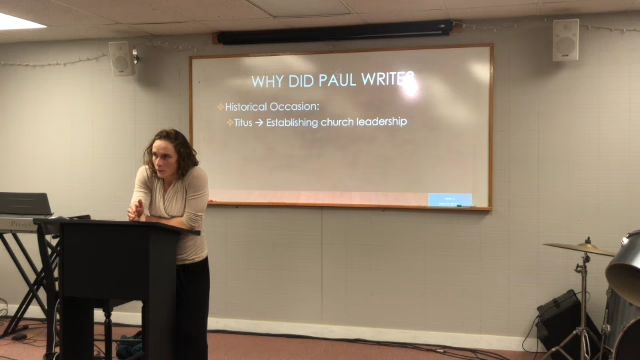 WHY DID PAUL WRITE?
Historical Occasion:
Titus → Establishing church leadership